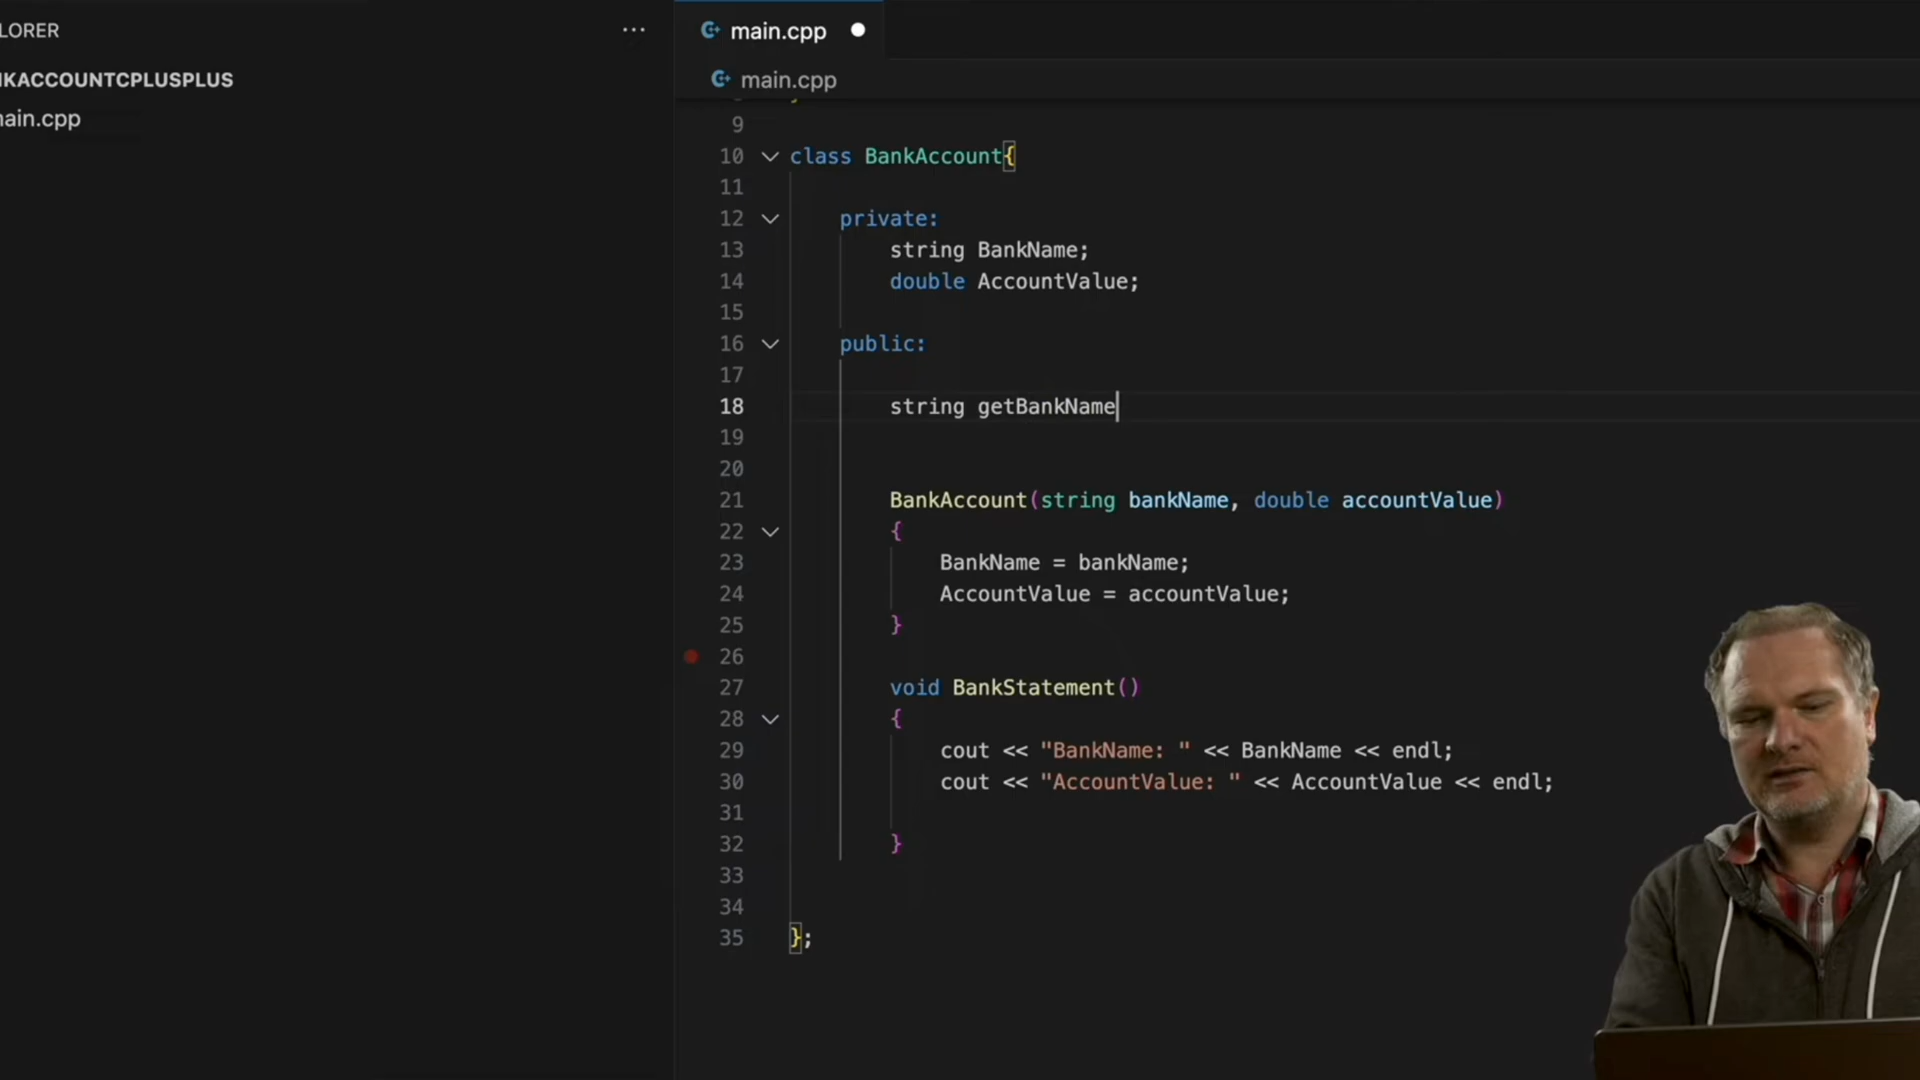 LORER
...
main.cpp
NKACCOUNTCPLUSPLUS
main.cpp
ain.cpp
9
10 class BankAccount{
11
12 private:
13 string BankName;
14 double AccountValue;
15
16 public:
17
18 string getBankName
19
20
21 BankAccount(string bankName, double accountValue)
22 {
23 BankName = bankName;
24 AccountValue = accountValue;
25 }
26
27 void BankStatement()
28 {
29 cout << "BankName: " << BankName << endl;
30 cout << "AccountValue: " << AccountValue << endl;
31
32 }
33
34
35 };